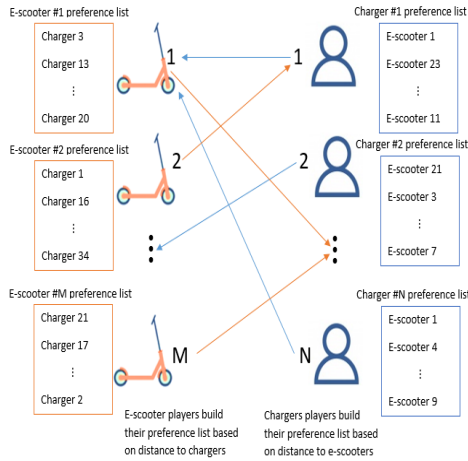 E-scooter #1 preference list
Charger 3
Charger 13
⋮
Charger 20
1
E-scooter #2 preference list
Charger 1
Charger 16
⋮
Charger 34
2
⋮
E-scooter #M preference list
Charger 21
Charger 17
⋮
Charger 2
M
E-scooter players build
their preference list based
on distance to chargers
Charger #1 preference list
1
E-scooter 1
E-scooter 23
⋮
E-scooter 11
Charger #2 preference list
2
E-scooter 21
E-scooter 3
⋮
E-scooter 7
⋮
Charger #N preference list
N
E-scooter 1
E-scooter 4
⋮
E-scooter 9
Chargers players build
their preference list based
on distance to e-scooters